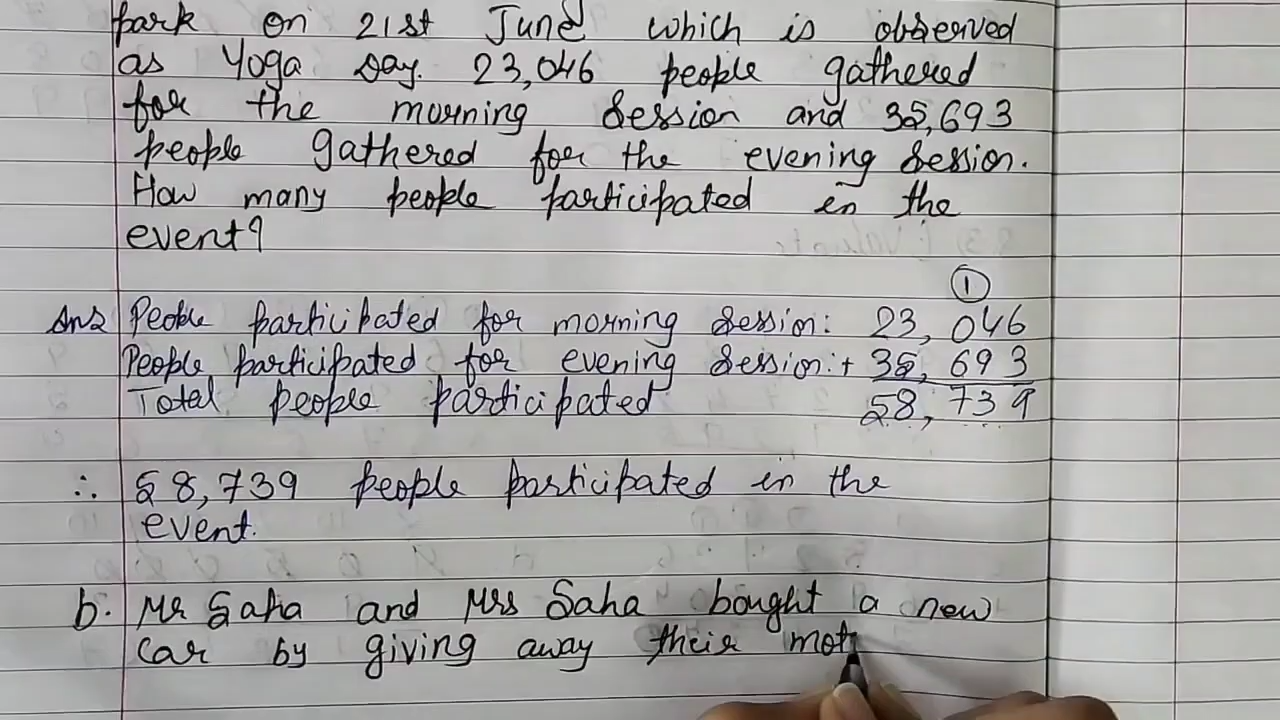 park on 21st June which is observed
as Yoga Day. 23,046 people gathered
for the morning session and 35,693
people gathered for the evening session.
How many people participated in the
event?
1
Ans People participated for morning session: 23,046
People participated for evening session: + 35,693
Total people participated 58,739
∴ 58,739 people participated in the
event.
b. Mr Saha and Mrs Saha bought a new
car by giving away their mot